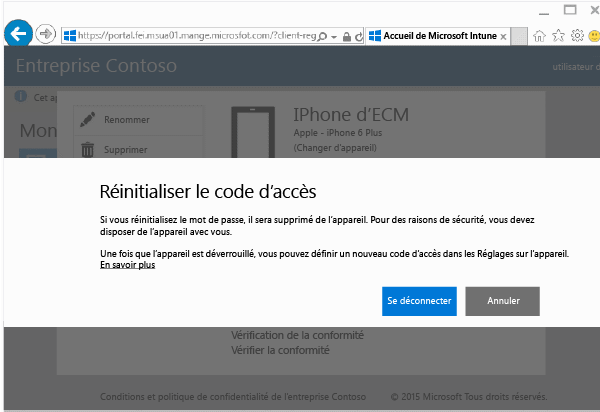 https://portal.fei.msua01.mange.microsfot.com/?client-reg
Accueil de Microsoft Intune x
Entreprise Contoso
utilisateur d
Cet ap
Mon
Renommer
Supprimer
IPhone d’ECM
Apple - iPhone 6 Plus
(Changer d’appareil)
Réinitialiser le code d’accès
Si vous réinitialisez le mot de passe, il sera supprimé de l’appareil. Pour des raisons de sécurité, vous devez
disposer de l’appareil avec vous.
Une fois que l’appareil est déverrouillé, vous pouvez définir un nouveau code d’accès dans les Réglages sur l’appareil.
En savoir plus
Se déconnecter
Annuler
Vérification de la conformité
Vérifier la conformité
Conditions et politique de confidentialité de l’entreprise Contoso
© 2015 Microsoft Tous droits réservés.